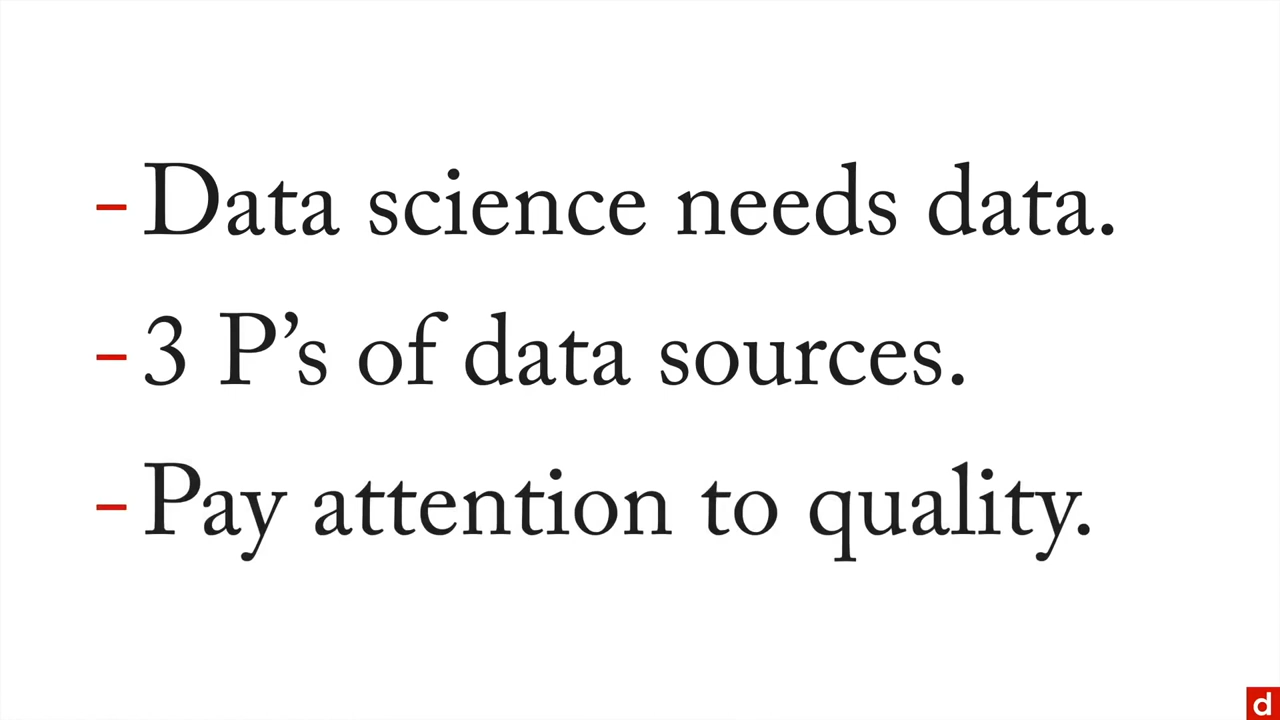 - Data science needs data.
- 3 P’s of data sources.
- Pay attention to quality.
d